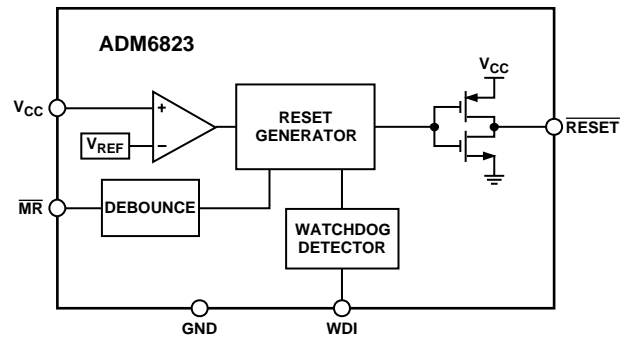 ADM6823
VCC
VCC
+
RESET
GENERATOR
RESET
VREF
−
MR
DEBOUNCE
WATCHDOG
DETECTOR
GND
WDI